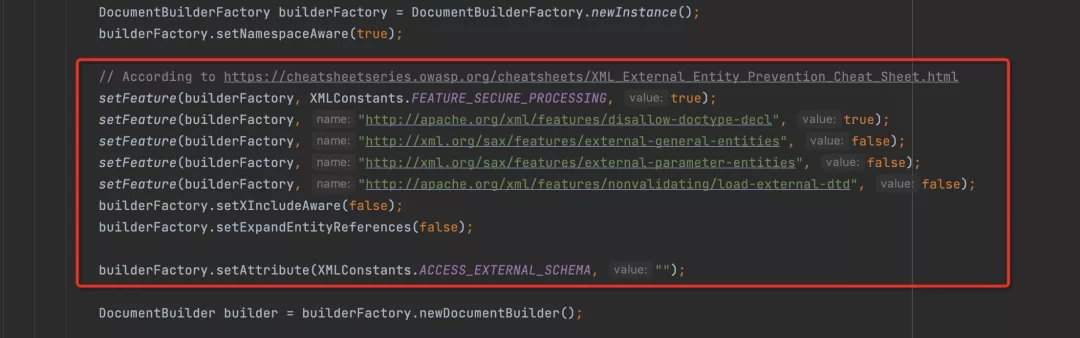 DocumentBuilderFactory builderFactory = DocumentBuilderFactory.newInstance();
builderFactory.setNamespaceAware(true);
// According to https://cheatsheetseries.owasp.org/cheatsheets/XML_External_Entity_Prevention_Cheat_Sheet.html
setFeature(builderFactory, XMLConstants.FEATURE_SECURE_PROCESSING, value: true);
setFeature(builderFactory, name: "http://apache.org/xml/features/disallow-doctype-decl", value: true);
setFeature(builderFactory, name: "http://xml.org/sax/features/external-general-entities", value: false);
setFeature(builderFactory, name: "http://xml.org/sax/features/external-parameter-entities", value: false);
setFeature(builderFactory, name: "http://apache.org/xml/features/nonvalidating/load-external-dtd", value: false);
builderFactory.setXIncludeAware(false);
builderFactory.setExpandEntityReferences(false);
builderFactory.setAttribute(XMLConstants.ACCESS_EXTERNAL_SCHEMA, value: "");
DocumentBuilder builder = builderFactory.newDocumentBuilder();